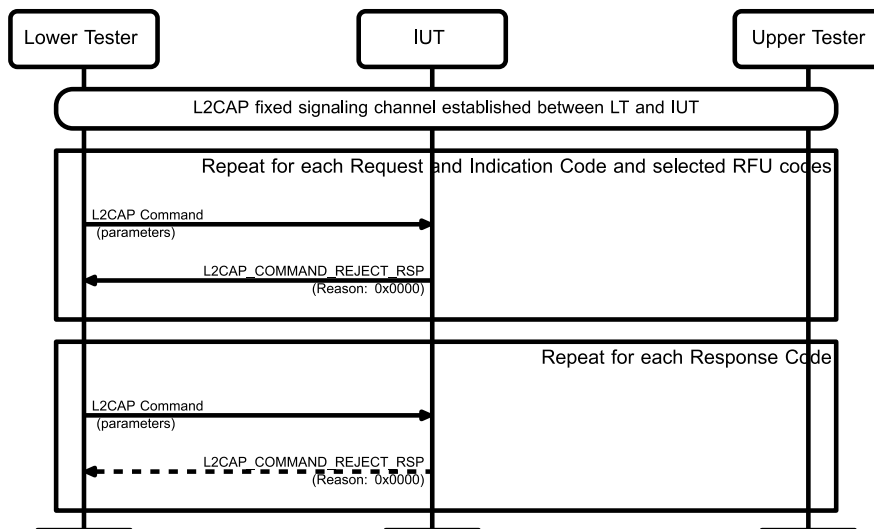 Lower Tester
IUT
Upper Tester
L2CAP fixed signaling channel established between LT and IUT
Repeat for each Request and Indication Code and selected RFU codes
L2CAP Command
(parameters)
L2CAP_COMMAND_REJECT_RSP
(Reason: 0x0000)
Repeat for each Response Code
L2CAP Command
(parameters)
L2CAP_COMMAND_REJECT_RSP
(Reason: 0x0000)